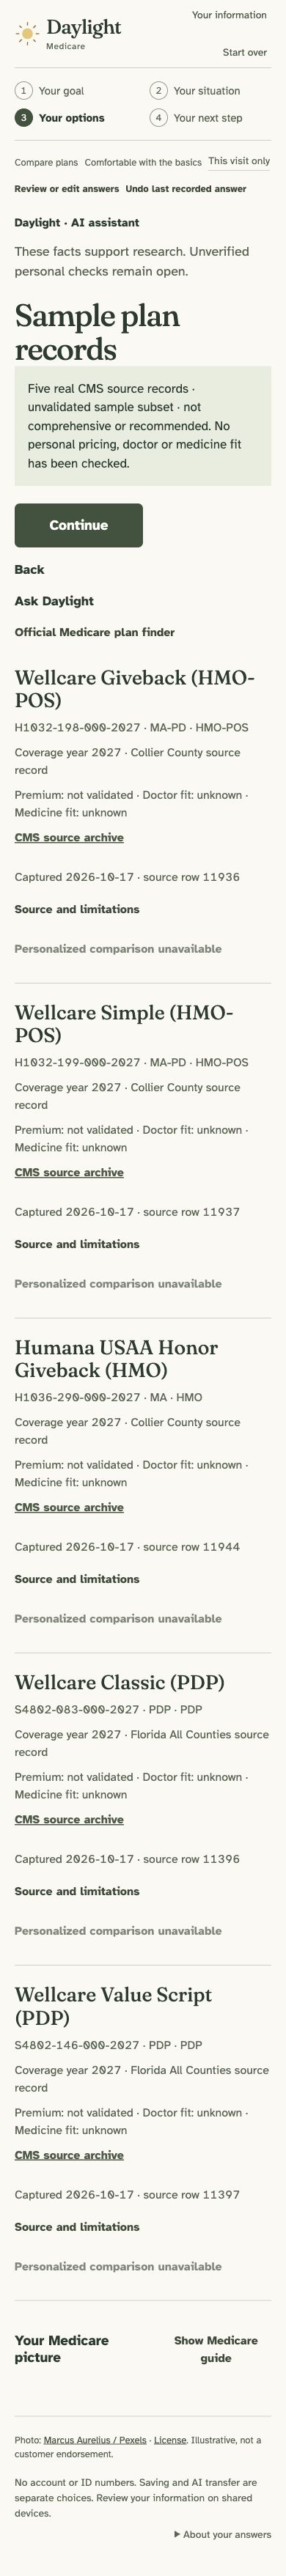 Your information
Daylight
Medicare
Start over
1 Your goal
2 Your situation
3 Your options
4 Your next step
Compare plans Comfortable with the basics This visit only
Review or edit answers Undo last recorded answer
Daylight · AI assistant
These facts support research. Unverified
personal checks remain open.
Sample plan
records
Five real CMS source records ·
unvalidated sample subset · not
comprehensive or recommended. No
personal pricing, doctor or medicine fit
has been checked.
Continue
Back
Ask Daylight
Official Medicare plan finder
Wellcare Giveback (HMO-
POS)
H1032-198-000-2027 · MA-PD · HMO-POS
Coverage year 2027 · Collier County source
record
Premium: not validated · Doctor fit: unknown ·
Medicine fit: unknown
CMS source archive
Captured 2026-10-17 · source row 11936
Source and limitations
Personalized comparison unavailable
Wellcare Simple (HMO-
POS)
H1032-199-000-2027 · MA-PD · HMO-POS
Coverage year 2027 · Collier County source
record
Premium: not validated · Doctor fit: unknown ·
Medicine fit: unknown
CMS source archive
Captured 2026-10-17 · source row 11937
Source and limitations
Personalized comparison unavailable
Humana USAA Honor
Giveback (HMO)
H1036-290-000-2027 · MA · HMO
Coverage year 2027 · Collier County source
record
Premium: not validated · Doctor fit: unknown ·
Medicine fit: unknown
CMS source archive
Captured 2026-10-17 · source row 11944
Source and limitations
Personalized comparison unavailable
Wellcare Classic (PDP)
S4802-083-000-2027 · PDP · PDP
Coverage year 2027 · Florida All Counties source
record
Premium: not validated · Doctor fit: unknown ·
Medicine fit: unknown
CMS source archive
Captured 2026-10-17 · source row 11396
Source and limitations
Personalized comparison unavailable
Wellcare Value Script
(PDP)
S4802-146-000-2027 · PDP · PDP
Coverage year 2027 · Florida All Counties source
record
Premium: not validated · Doctor fit: unknown ·
Medicine fit: unknown
CMS source archive
Captured 2026-10-17 · source row 11397
Source and limitations
Personalized comparison unavailable
Your Medicare
picture
Show Medicare
guide
Photo: Marcus Aurelius / Pexels · License. Illustrative, not a
customer endorsement.
No account or ID numbers. Saving and AI transfer are
separate choices. Review your information on shared
devices.
▶ About your answers